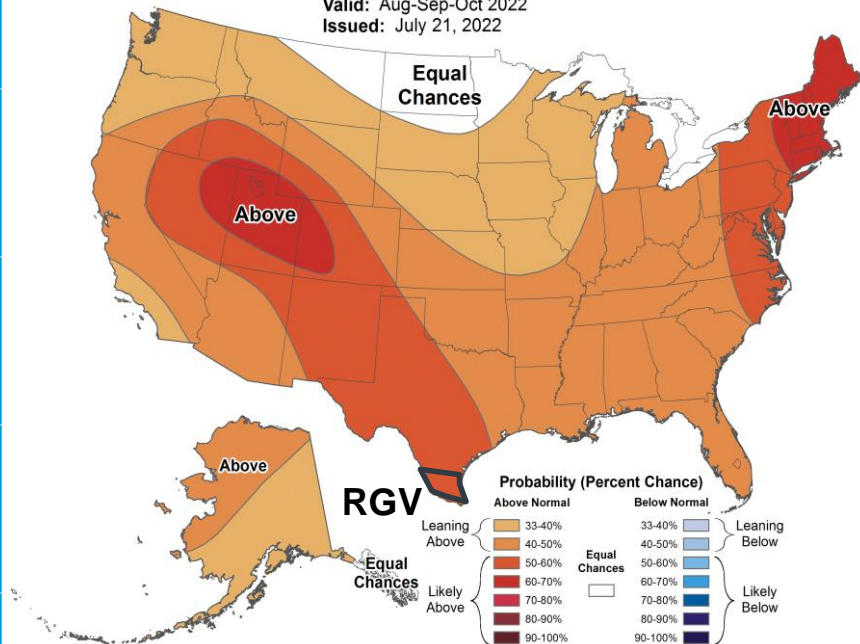 Valid: Aug-Sep-Oct 2022
Issued: July 21, 2022
Equal
Chances
Above
Above
Above
RGV
Equal
Chances
Probability (Percent Chance)
Above Normal
Below Normal
Leaning
Above
33-40%
40-50%
50-60%
60-70%
70-80%
80-90%
90-100%
Likely
Above
Equal
Chances
33-40%
40-50%
50-60%
60-70%
70-80%
80-90%
90-100%
Leaning
Below
Likely
Below